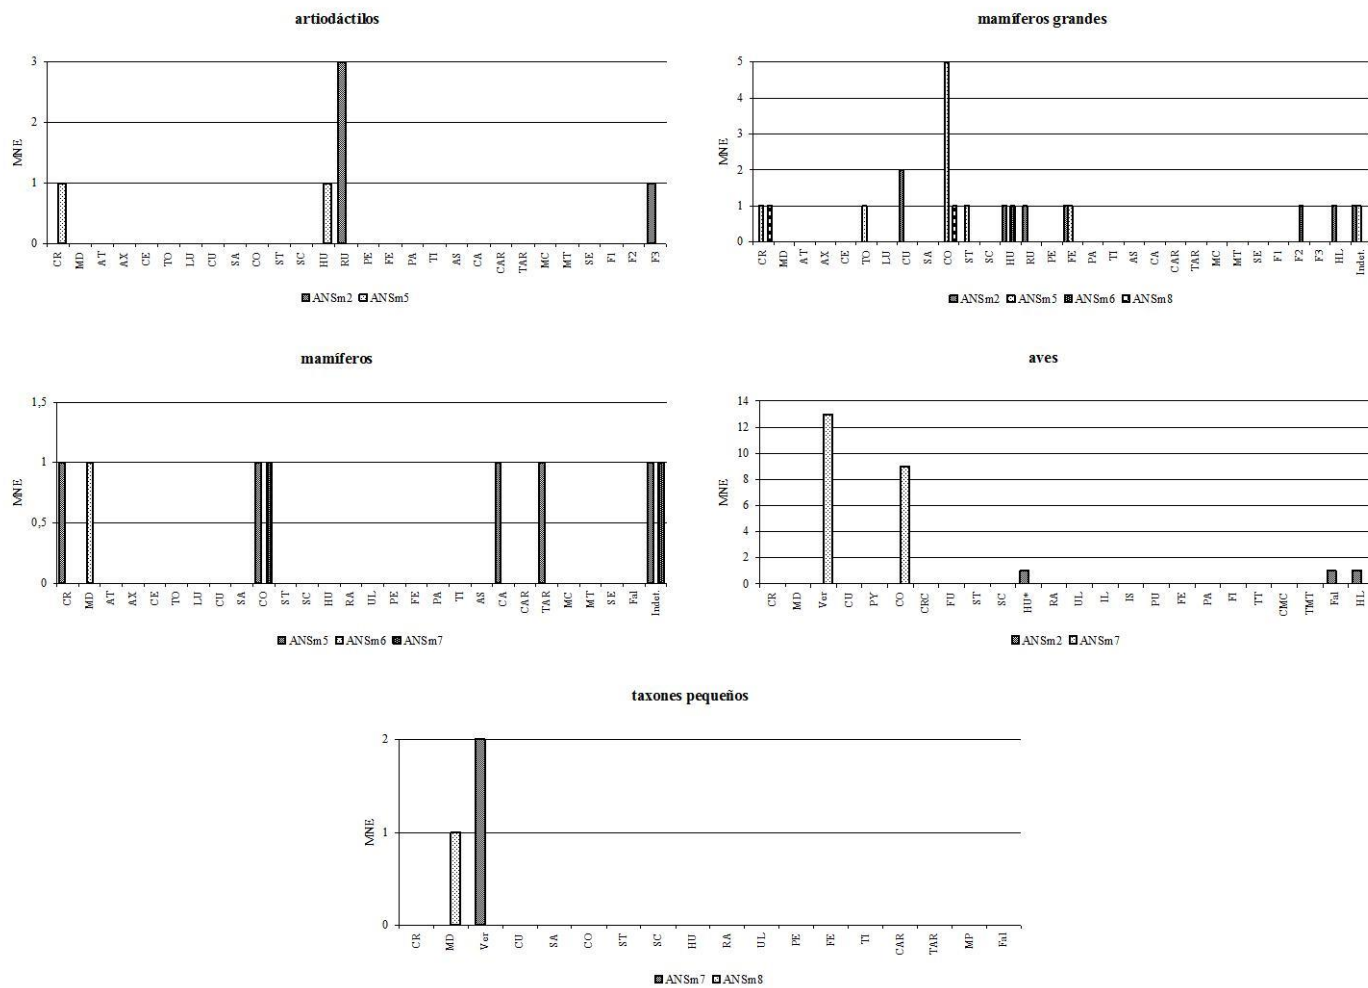 artiodáctilos
3
2
1
0
MNE
CR MD AT AX CE TO LU CU SA CO ST SC HU RU PE FE PA TI AS CA CAR TAR MC MT SE F1 F2 F3
ANSm2 ANSm5
mamíferos grandes
5
4
3
2
1
0
MNE
CR MD AT AX CE TO LU CU SA CO ST SC HU RU PE FE PA TI AS CA CAR TAR MC MT SE F1 F2 F3 HL Indet.
ANSm2 ANSm5 ANSm6 ANSm8
mamíferos
1,5
1
0,5
0
MNE
CR MD AT AX CE TO LU CU SA CO ST SC HU RA UL PE FE PA TI AS CA CAR TAR MC MT SE Fal Indet.
ANSm5 ANSm6 ANSm7
aves
14
12
10
8
6
4
2
0
MNE
CR MD Ver CU PY CO CRC FU ST SC HU* RA UL IL IS PU FE PA FI TT CMC TMT Fal HL
ANSm2 ANSm7
taxones pequeños
2
1
0
MNE
CR MD Ver CU SA CO ST SC HU RA UL PE FE TI CAR TAR MP Fal
ANSm7 ANSm8